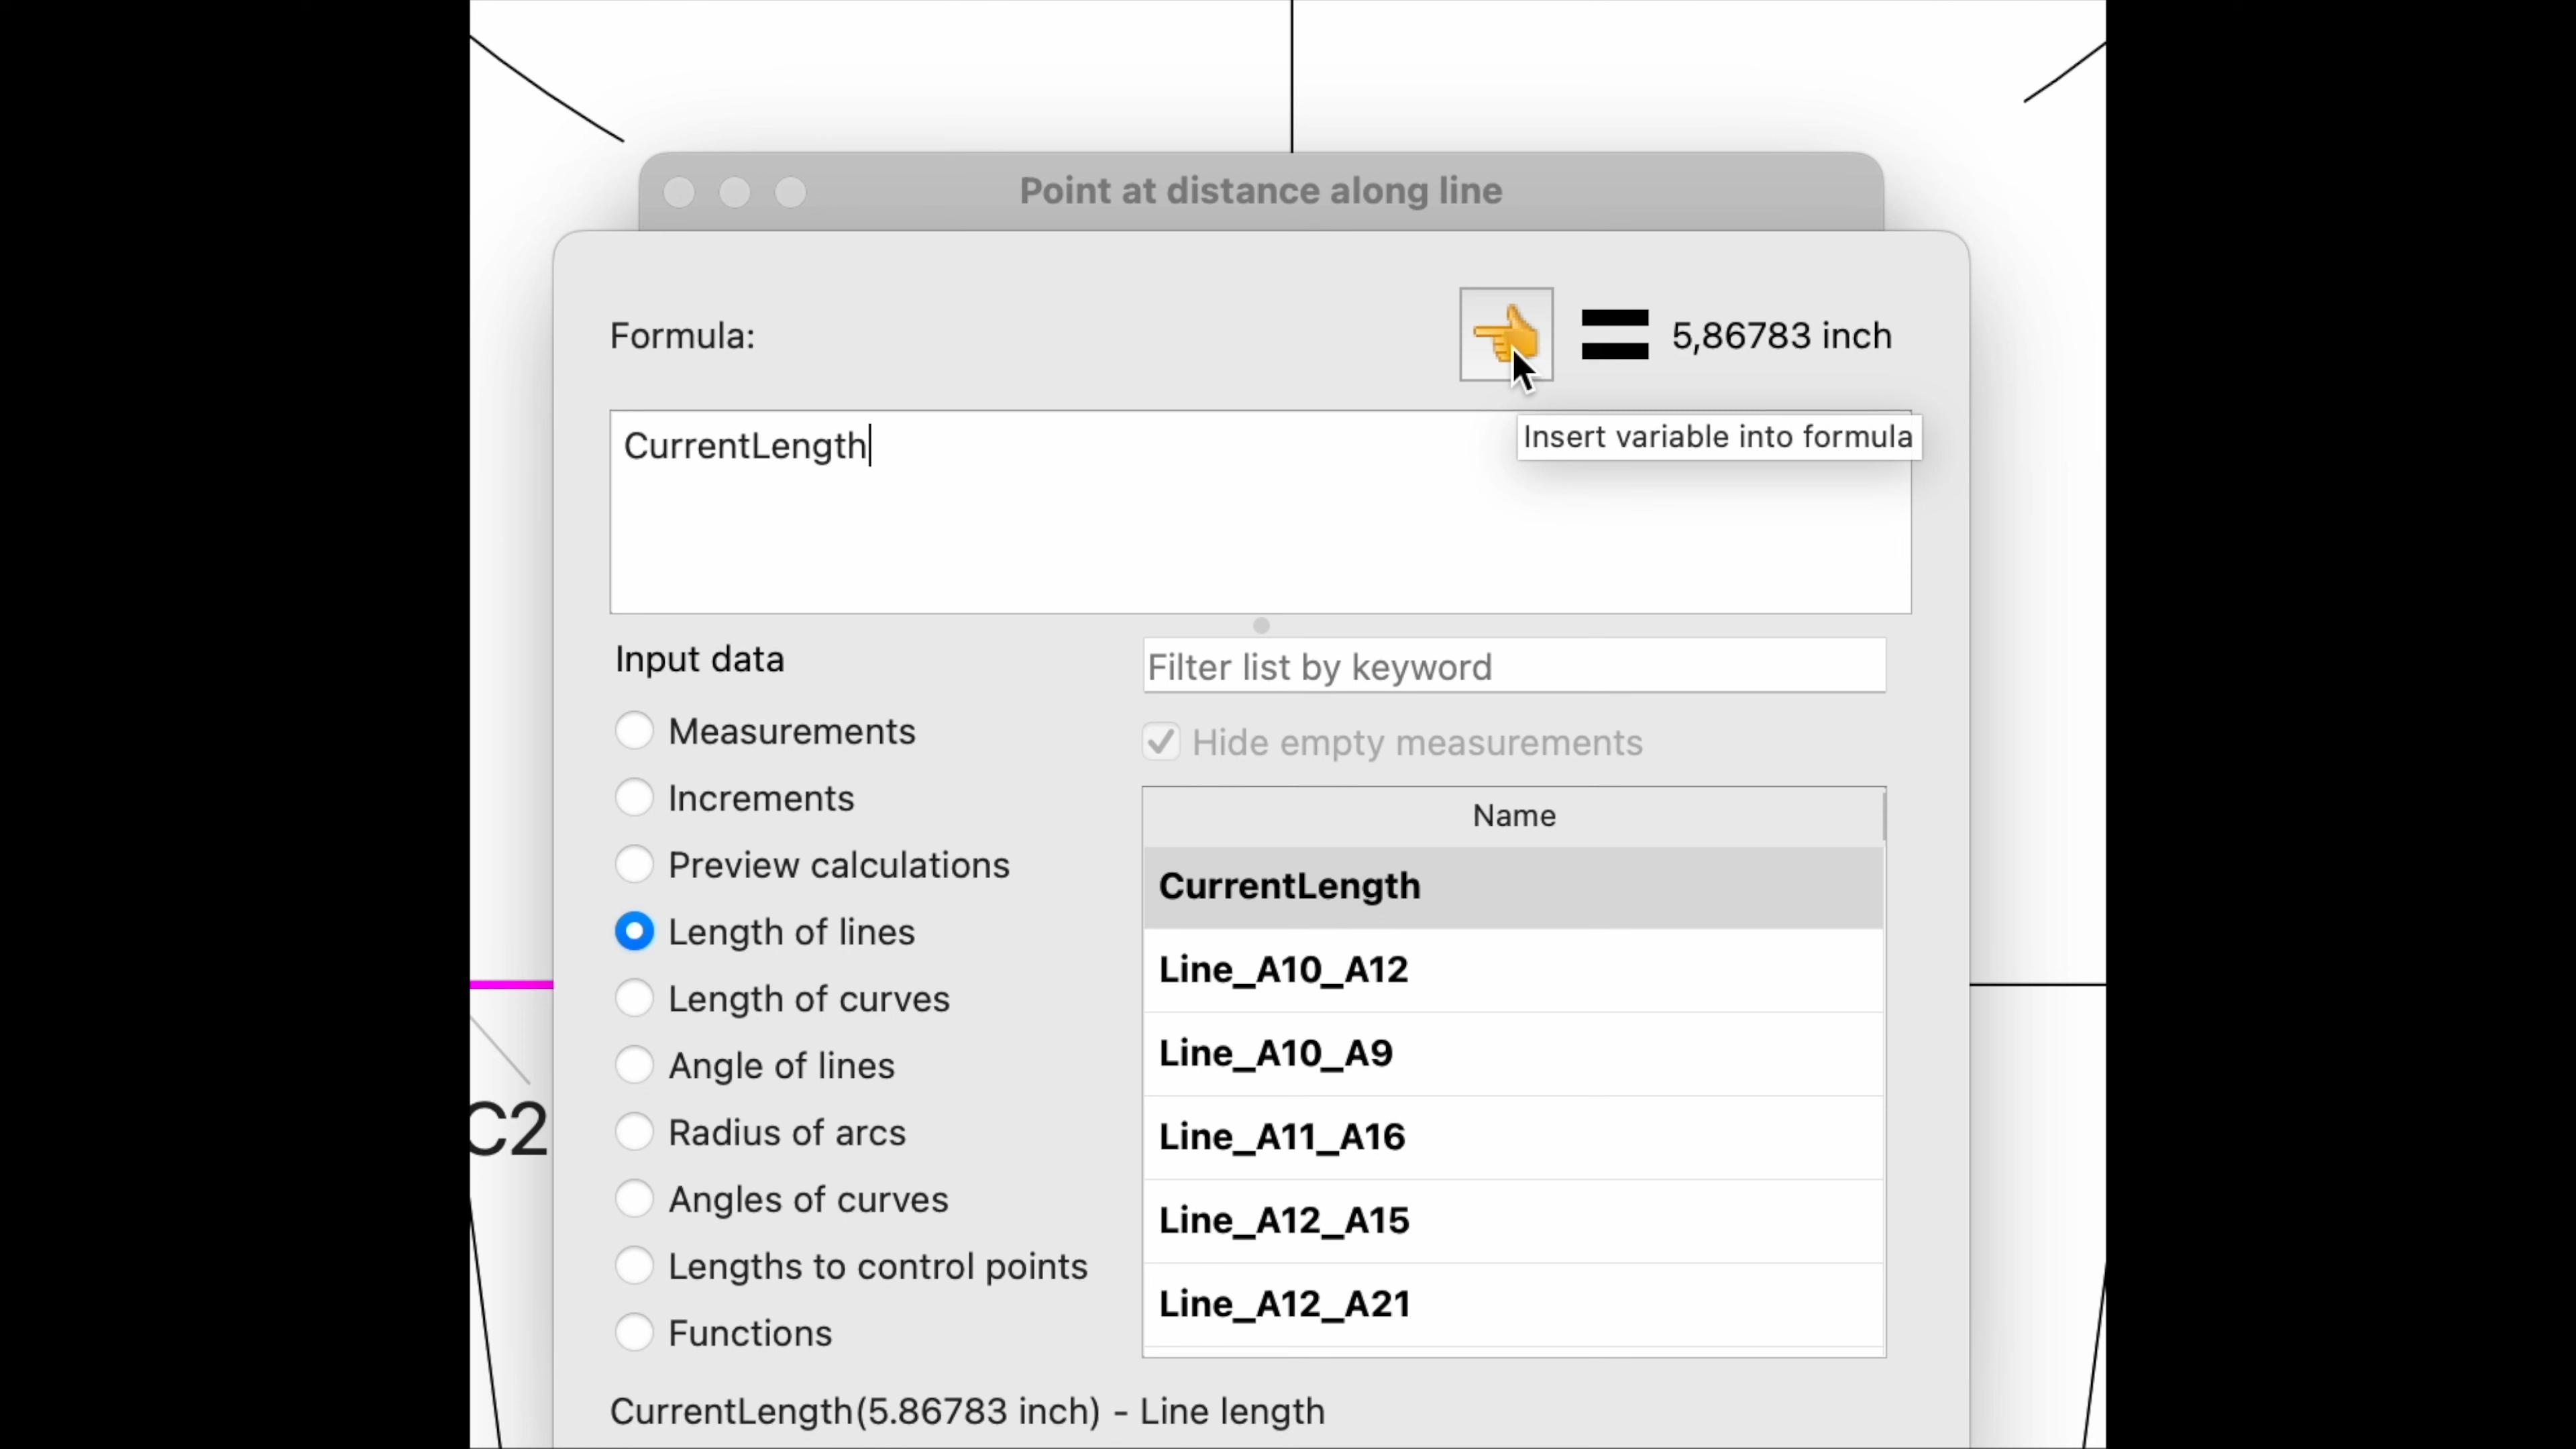 Point at distance along line
Formula:
5,86783 inch
CurrentLength
Insert variable into formula
Input data
Filter list by keyword
Measurements
Hide empty measurements
Increments
Name
Preview calculations
CurrentLength
Length of lines
Line_A10_A12
Length of curves
Line_A10_A9
Angle of lines
Line_A11_A16
Radius of arcs
Angles of curves
Line_A12_A15
Lengths to control points
Line_A12_A21
Functions
CurrentLength(5.86783 inch) - Line length
C2